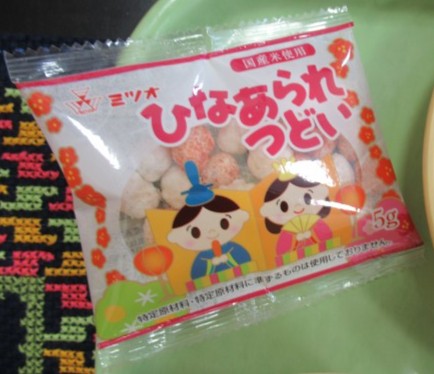 国産米使用
ミツオ
ひなあられ
つどい
5g
特定原材料・特定原材料に準ずるものは使用しておりません。